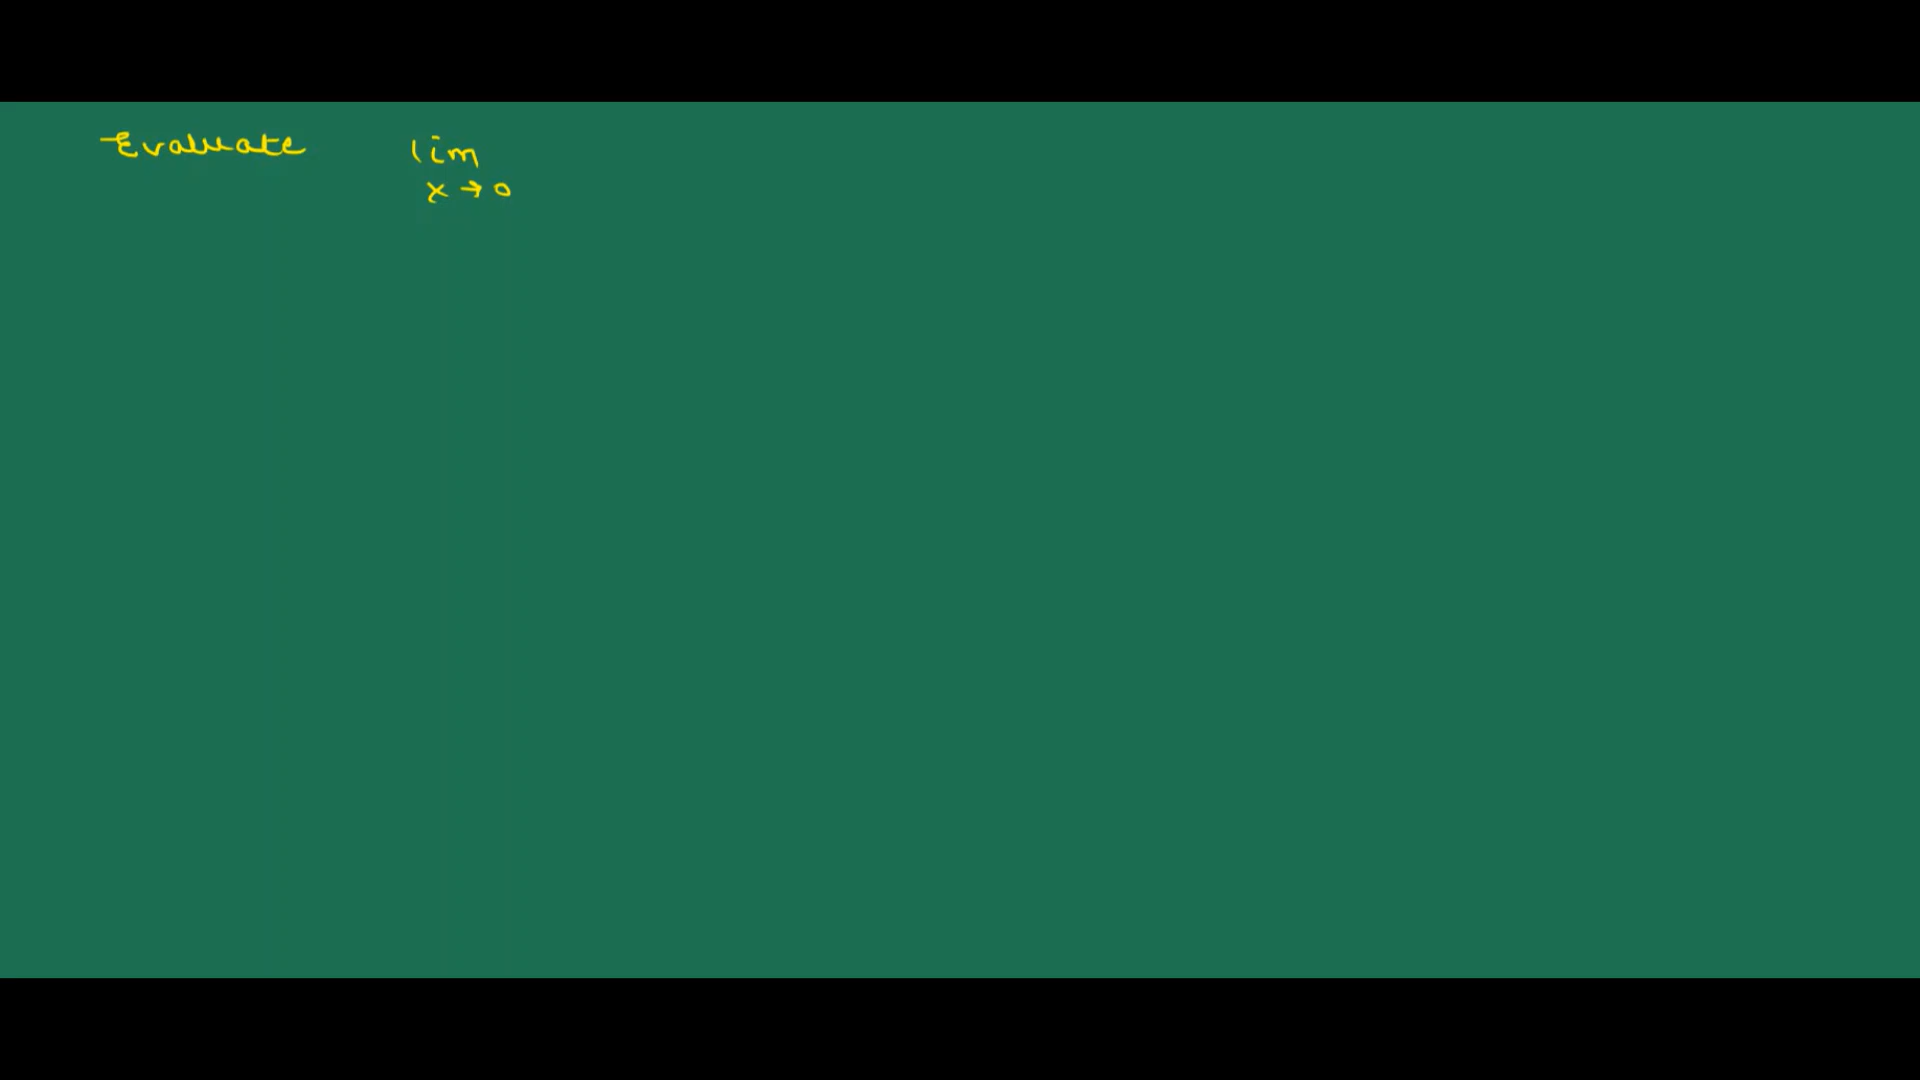 Evaluate lim
x → 0